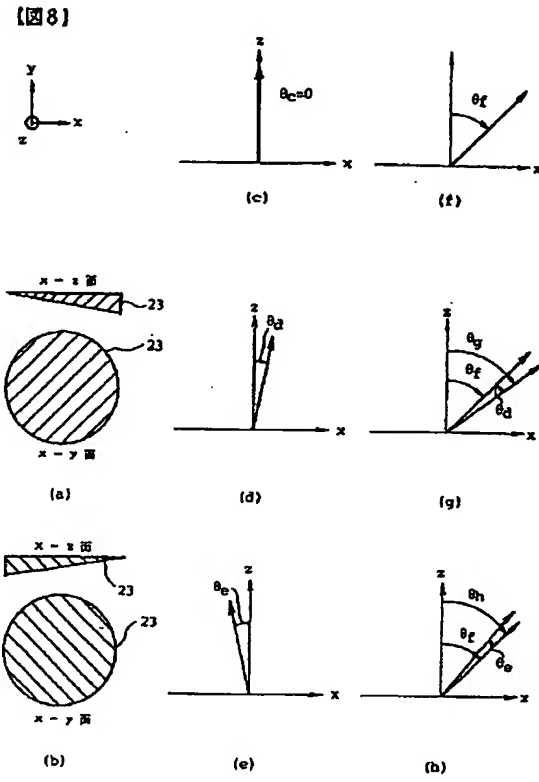 【図8】
y
z
x
z
θc=0
x
(c)
θf
x
(f)
x - z 面
23
23
x - y 面
(a)
z
θd
x
(d)
z
θg
θf
θd
x
(g)
x - z 面
23
23
x - y 面
(b)
z
θe
x
(e)
z
θh
θf
θe
x
(h)